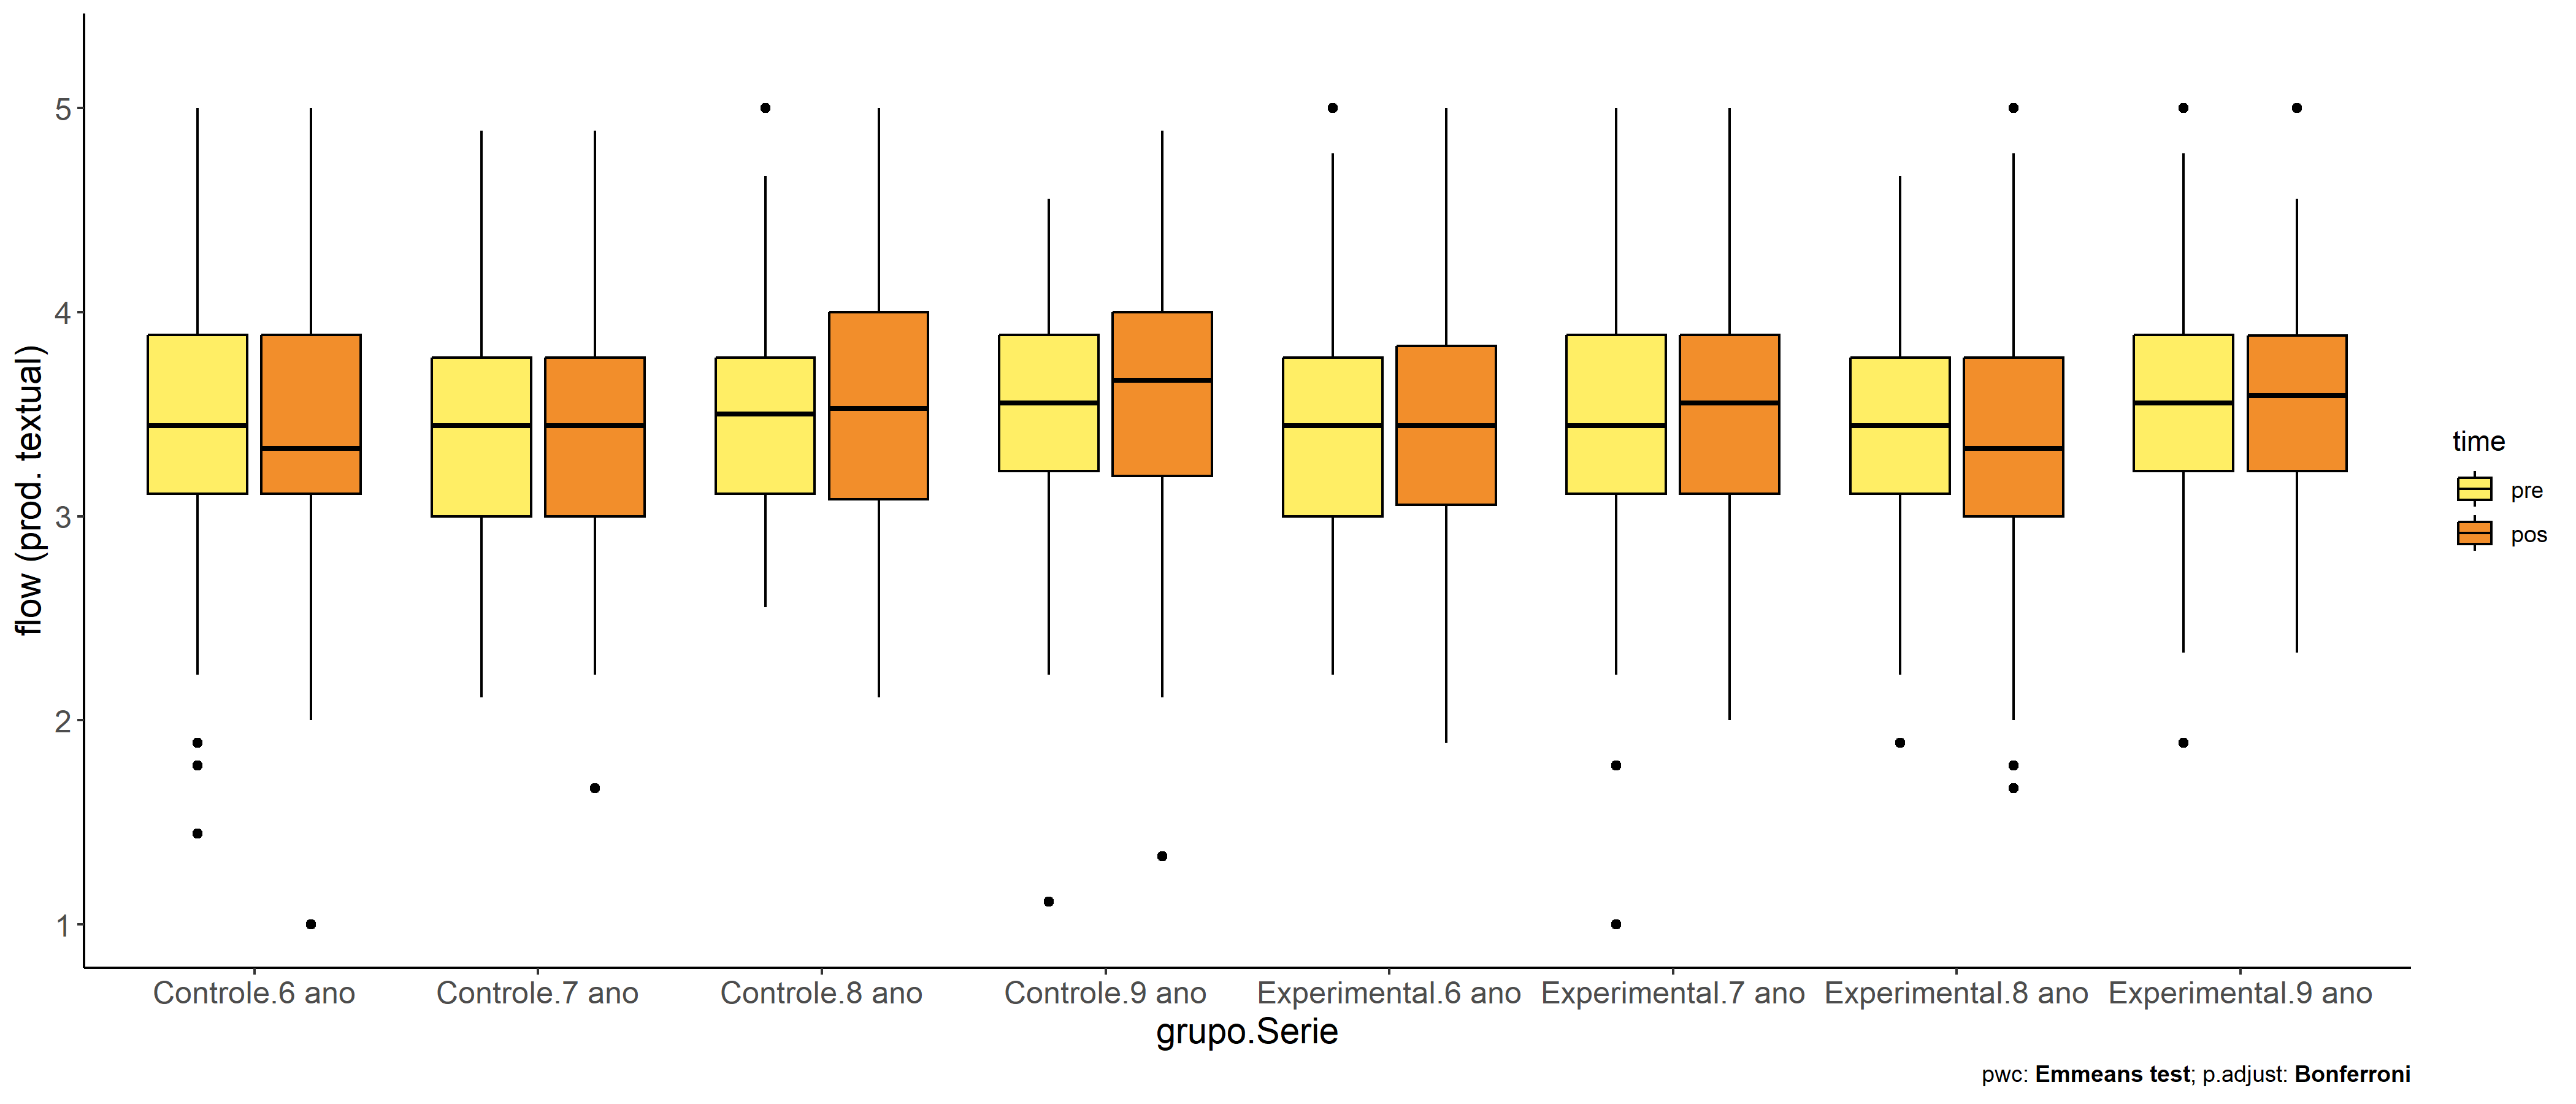 flow (prod. textual)
5
4
3
2
1
Controle.6 ano
Controle.7 ano
Controle.8 ano
Controle.9 ano
Experimental.6 ano
Experimental.7 ano
Experimental.8 ano
Experimental.9 ano
grupo.Serie
time
pre
pos
pwc: Emmeans test; p.adjust: Bonferroni